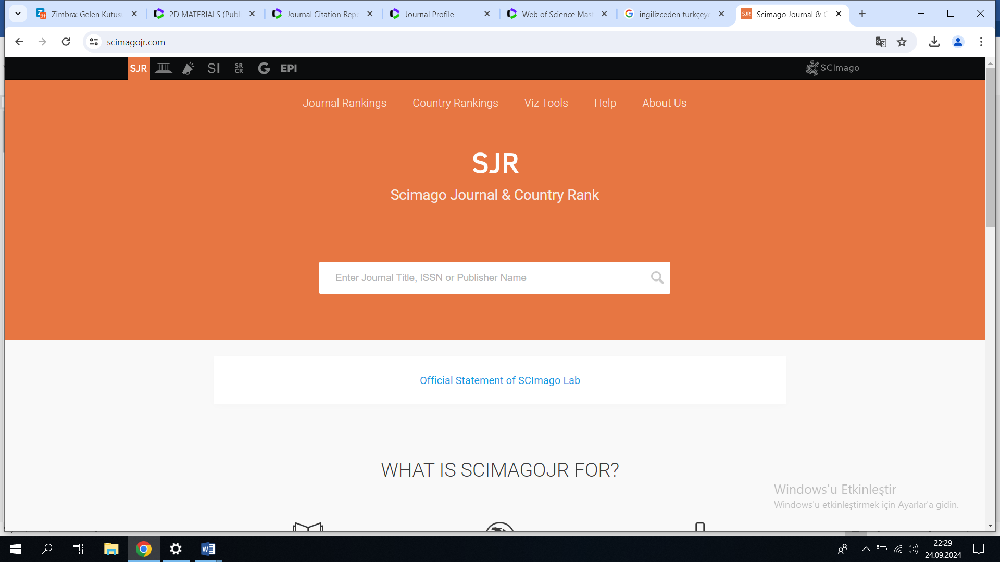 Zimbra: Gelen Kutus
2D MATERIALS (Publ
Journal Citation Rep
Journal Profile
Web of Science Mas
ingilizceden türkçeye
SJR
Scimago Journal & C
scimagojr.com
SJR
SI
SR
CR
G
EPI
SCImago
Journal Rankings
Country Rankings
Viz Tools
Help
About Us
SJR
Scimago Journal & Country Rank
Enter Journal Title, ISSN or Publisher Name
Official Statement of SCImago Lab
WHAT IS SCIMAGOJR FOR?
Windows'u Etkinleştir
Windows'u etkinleştirmek için Ayarlar'a gidin.
22:29
24.09.2024